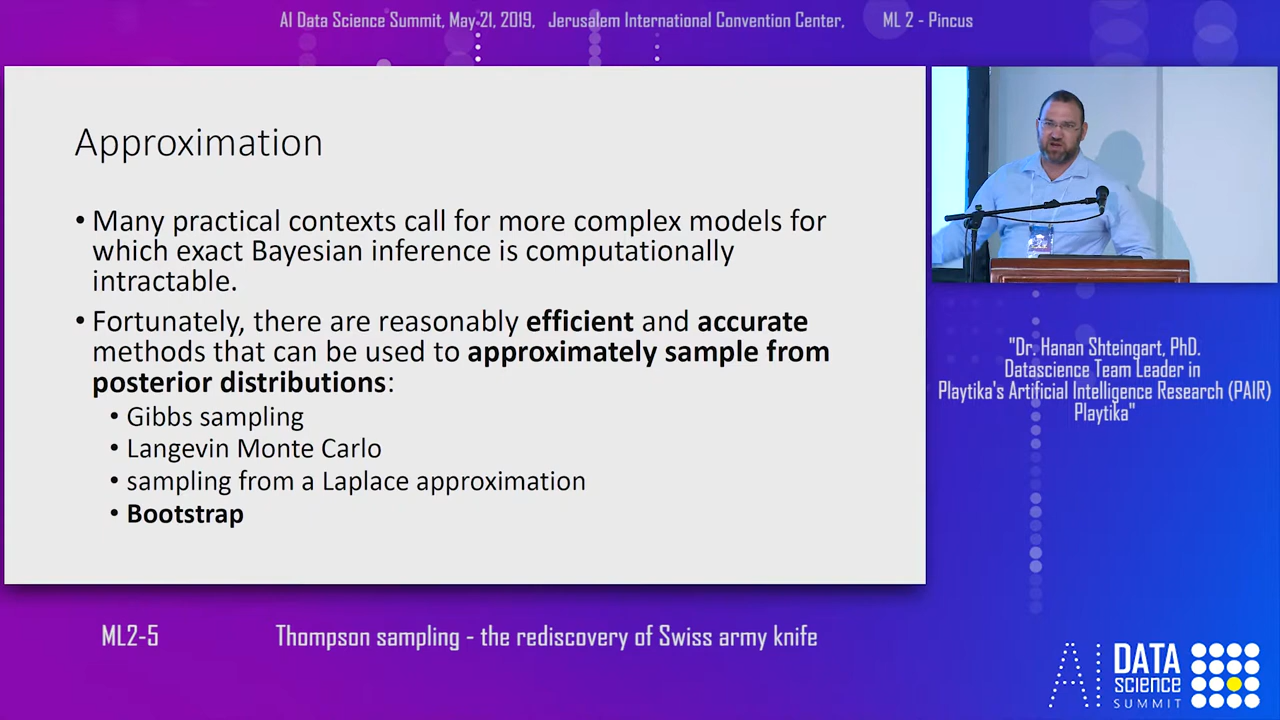 AI Data Science Summit, May 21, 2019, Jerusalem International Convention Center, ML 2 - Pincus
Approximation
• Many practical contexts call for more complex models for
which exact Bayesian inference is computationally
intractable.
• Fortunately, there are reasonably efficient and accurate
methods that can be used to approximately sample from
posterior distributions:
• Gibbs sampling
• Langevin Monte Carlo
• sampling from a Laplace approximation
• Bootstrap
"Dr. Hanan Shteingart, PhD.
Datascience Team Leader in
Playtika's Artificial Intelligence Research (PAIR)
Playtika"
ML2-5 Thompson sampling - the rediscovery of Swiss army knife
AI DATA
science
SUMMIT